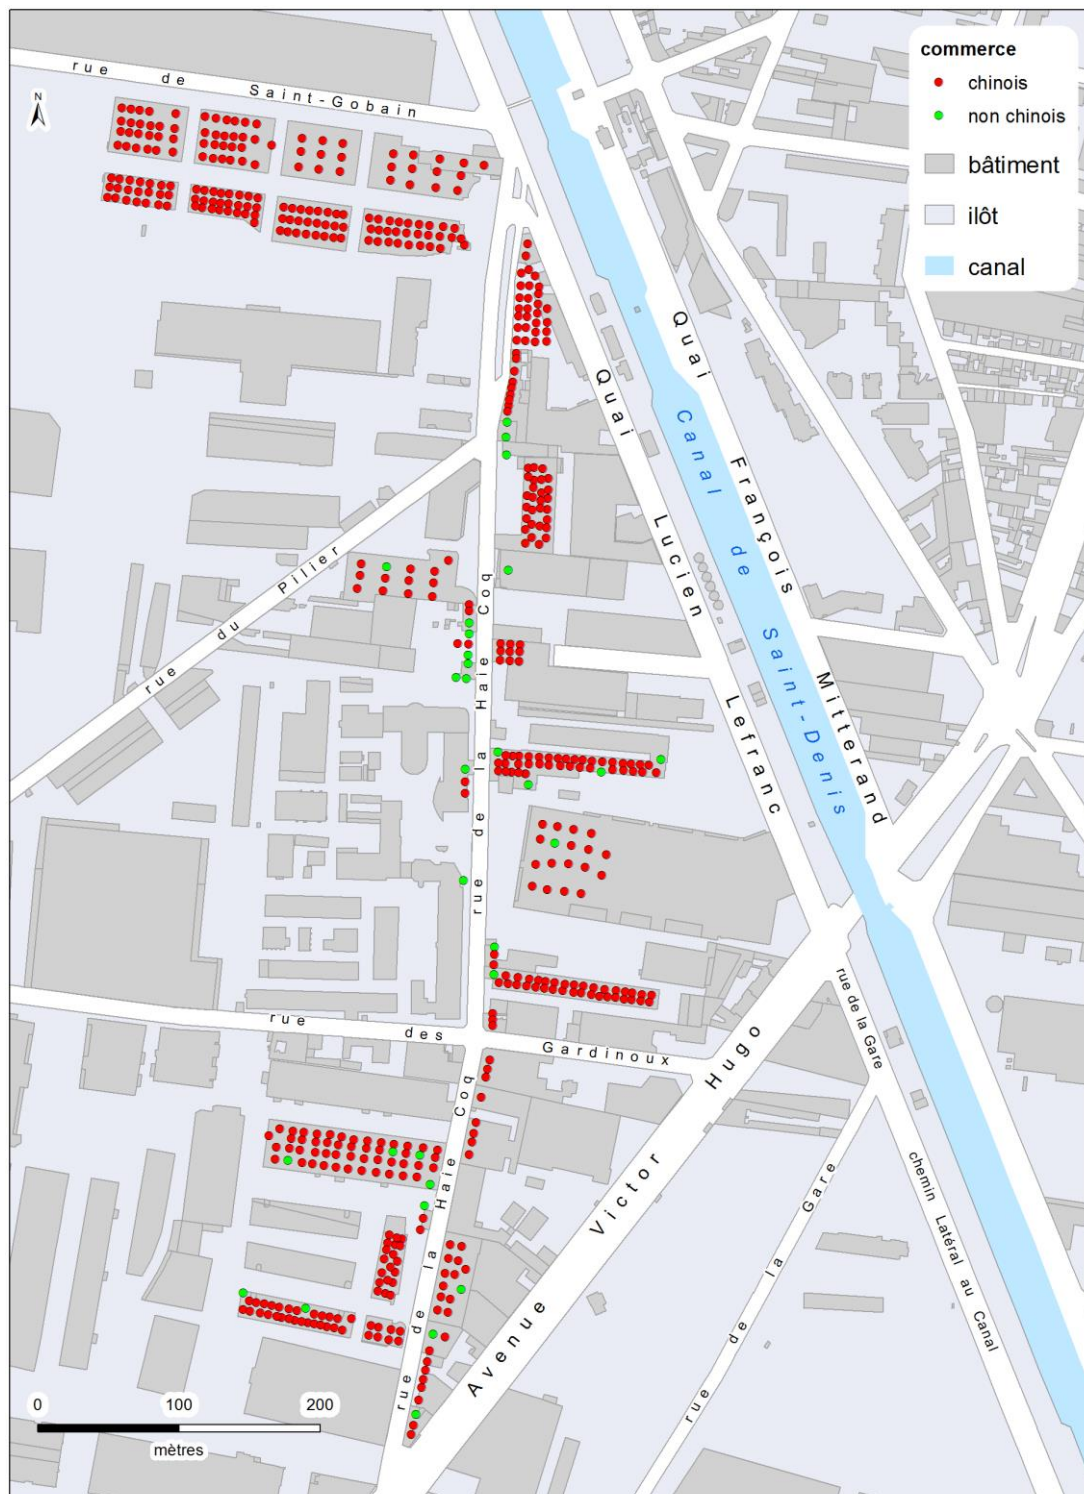 commerce
chinois
non chinois
bâtiment
ilôt
canal
N
rue de Saint-Gobain
Quai François Mitterand
Quai Lucien Lefranc
Canal de Saint-Denis
rue du Pilier
rue de la Haie Coq
rue des Gardinoux
rue de la Haie Coq
Avenue Victor Hugo
rue de la Gare
rue de la Gare
chemin Latéral au Canal
0 100 200
mètres